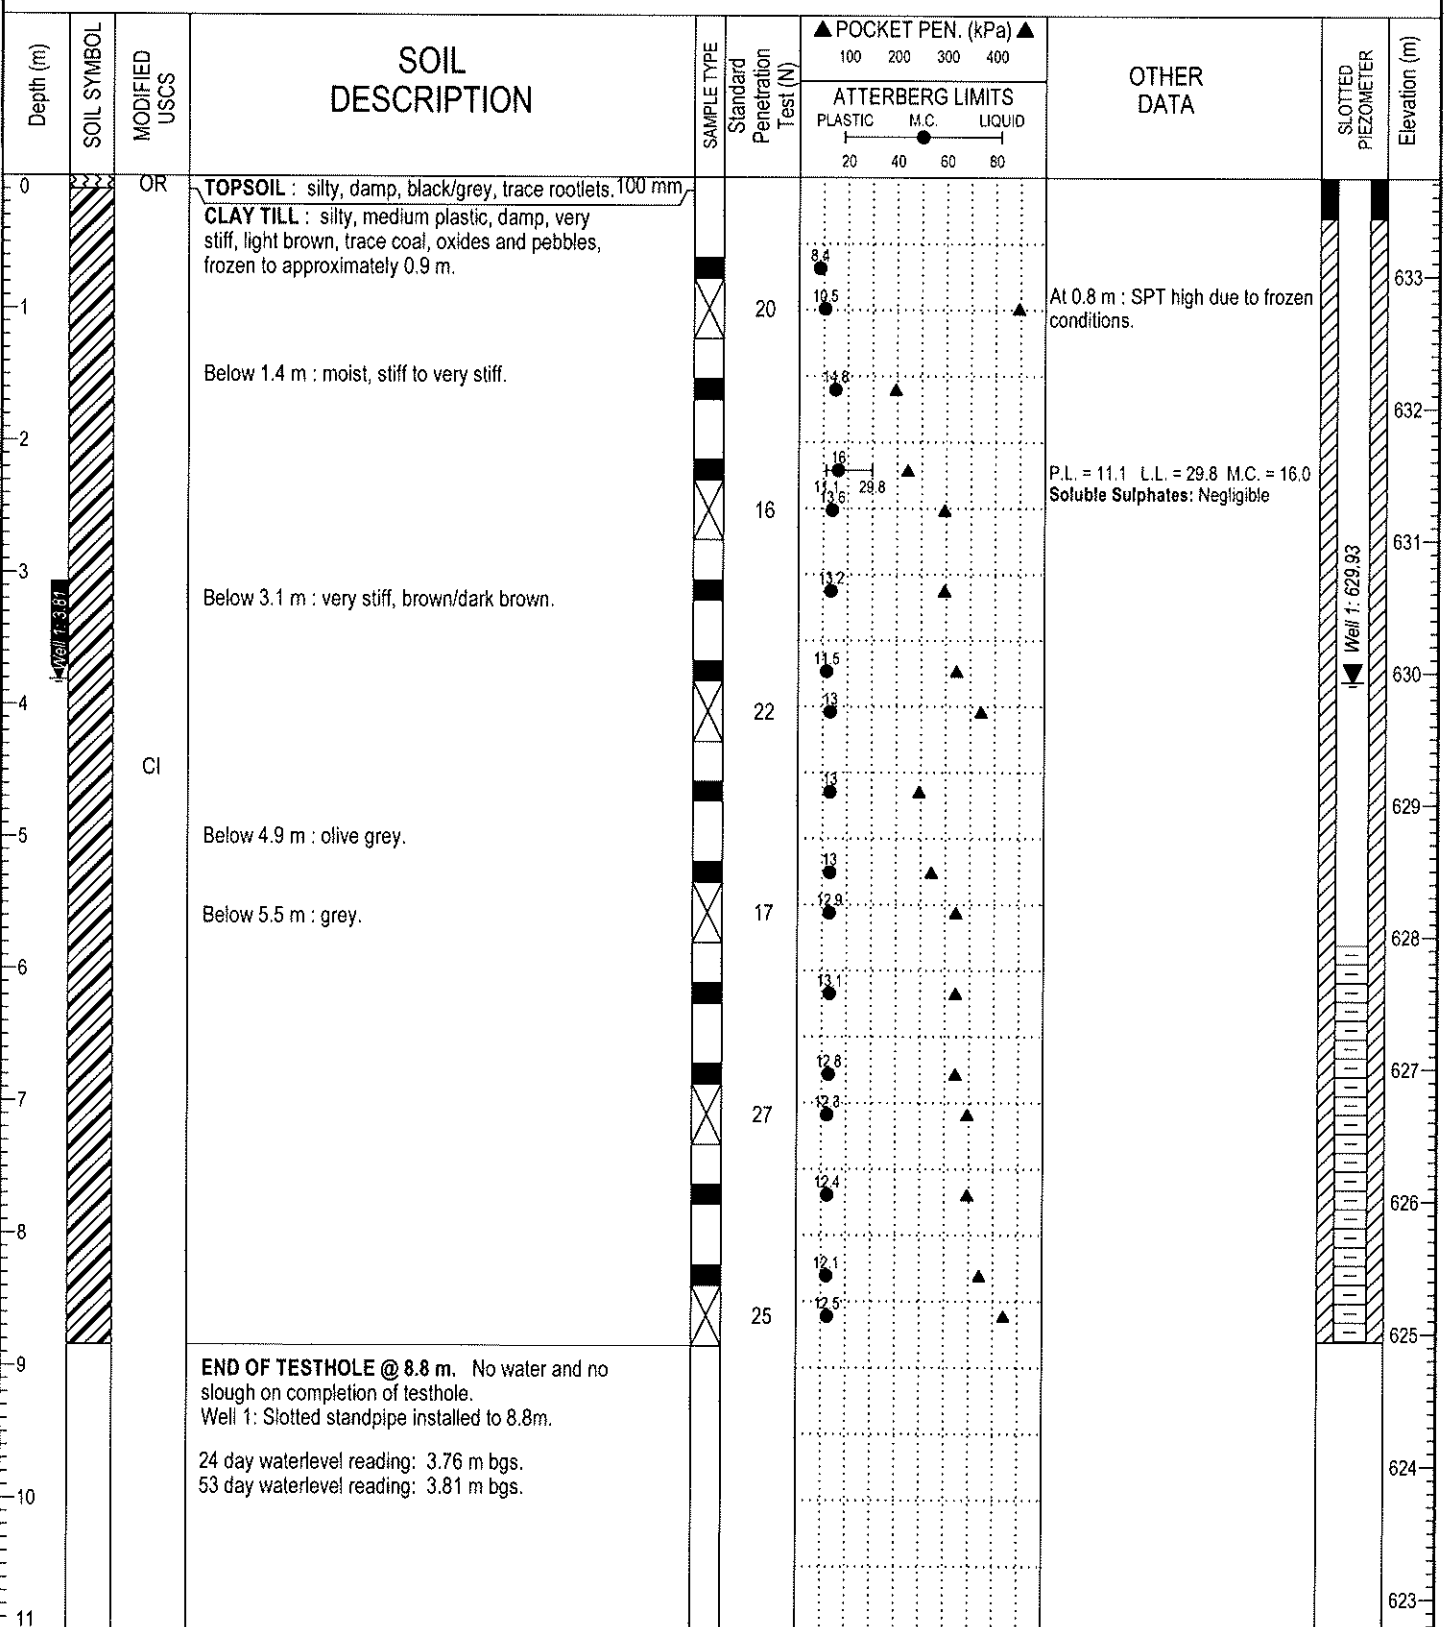 Depth (m)
SOIL SYMBOL
MODIFIED
USCS
SOIL
DESCRIPTION
SAMPLE TYPE
Standard
Penetration
Test (N)
▲ POCKET PEN. (kPa) ▲
100 200 300 400
ATTERBERG LIMITS
PLASTIC M.C. LIQUID
20 40 60 80
OTHER
DATA
SLOTTED
PIEZOMETER
Elevation (m)
0
OR
TOPSOIL : silty, damp, black/grey, trace rootlets. 100 mm
CLAY TILL : silty, medium plastic, damp, very
stiff, light brown, trace coal, oxides and pebbles,
frozen to approximately 0.9 m.
8.4
633
1
20
10.5
At 0.8 m : SPT high due to frozen
conditions.
Below 1.4 m : moist, stiff to very stiff.
14.8
632
2
16
11.1 29.8
P.L. = 11.1 L.L. = 29.8 M.C. = 16.0
Soluble Sulphates: Negligible
16
13.6
631
3
Well 1: 3.81
Below 3.1 m : very stiff, brown/dark brown.
13.2
Well 1: 629.93
11.5
630
4
22
13
CI
13
629
5
Below 4.9 m : olive grey.
13
Below 5.5 m : grey.
17
12.9
628
6
13.1
12.8
627
7
27
12.3
12.4
626
8
12.1
25
12.5
625
9
END OF TESTHOLE @ 8.8 m. No water and no
slough on completion of testhole.
Well 1: Slotted standpipe installed to 8.8m.
24 day waterlevel reading: 3.76 m bgs.
53 day waterlevel reading: 3.81 m bgs.
624
10
623
11